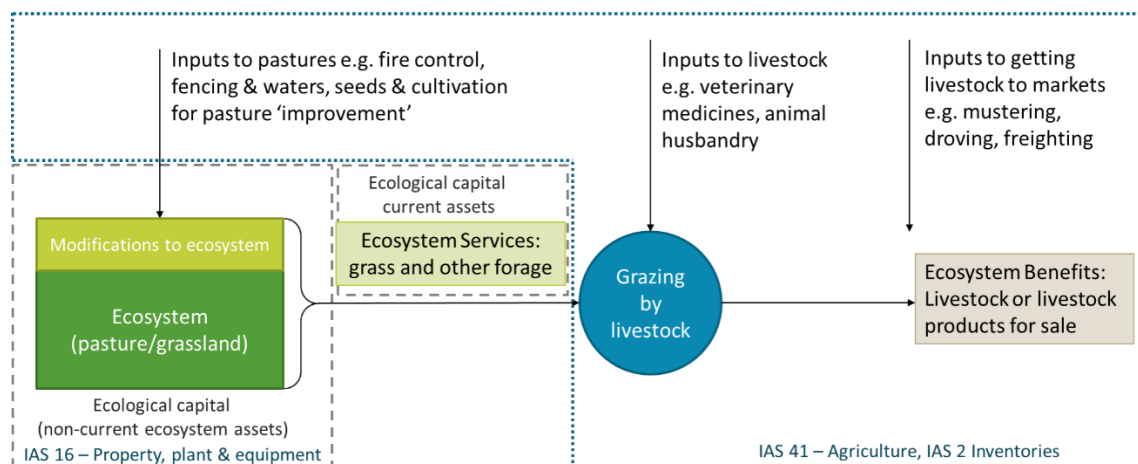 Inputs to pastures e.g. fire control,
fencing & waters, seeds & cultivation
for pasture ‘improvement’
Inputs to livestock
e.g. veterinary
medicines, animal
husbandry
Inputs to getting
livestock to markets
e.g. mustering,
droving, freighting
Ecological capital
current assets
Modifications to ecosystem
Ecosystem Services:
grass and other forage
Ecosystem
(pasture/grassland)
Grazing
by
livestock
Ecosystem Benefits:
Livestock or livestock
products for sale
Ecological capital
(non-current ecosystem assets)
IAS 16 – Property, plant & equipment
IAS 41 – Agriculture, IAS 2 Inventories